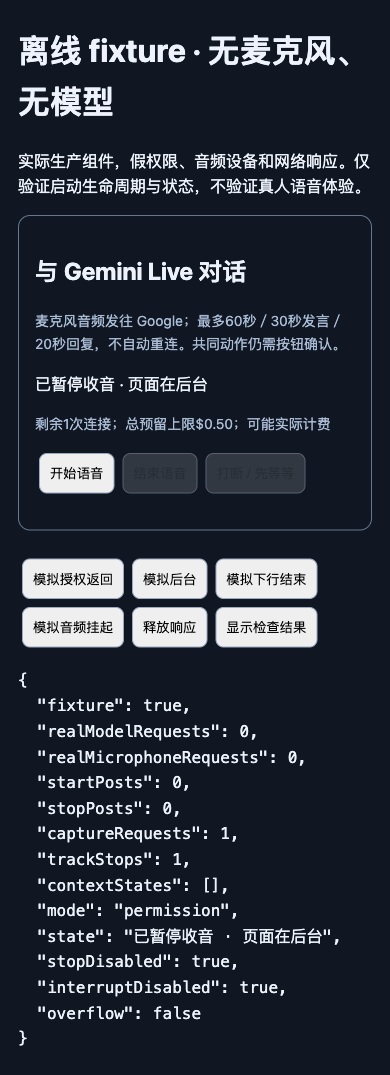 离线 fixture · 无麦克风、
无模型
实际生产组件，假权限、音频设备和网络响应。仅
验证启动生命周期与状态，不验证真人语音体验。
与 Gemini Live 对话
麦克风音频发往 Google；最多60秒 / 30秒发言 /
20秒回复，不自动重连。共同动作仍需按钮确认。
已暂停收音 · 页面在后台
剩余1次连接；总预留上限$0.50；可能实际计费
开始语音 结束语音 打断 / 先等等
模拟授权返回 模拟后台 模拟下行结束
模拟音频挂起 释放响应 显示检查结果
{
  "fixture": true,
  "realModelRequests": 0,
  "realMicrophoneRequests": 0,
  "startPosts": 0,
  "stopPosts": 0,
  "captureRequests": 1,
  "trackStops": 1,
  "contextStates": [],
  "mode": "permission",
  "state": "已暂停收音 · 页面在后台",
  "stopDisabled": true,
  "interruptDisabled": true,
  "overflow": false
}